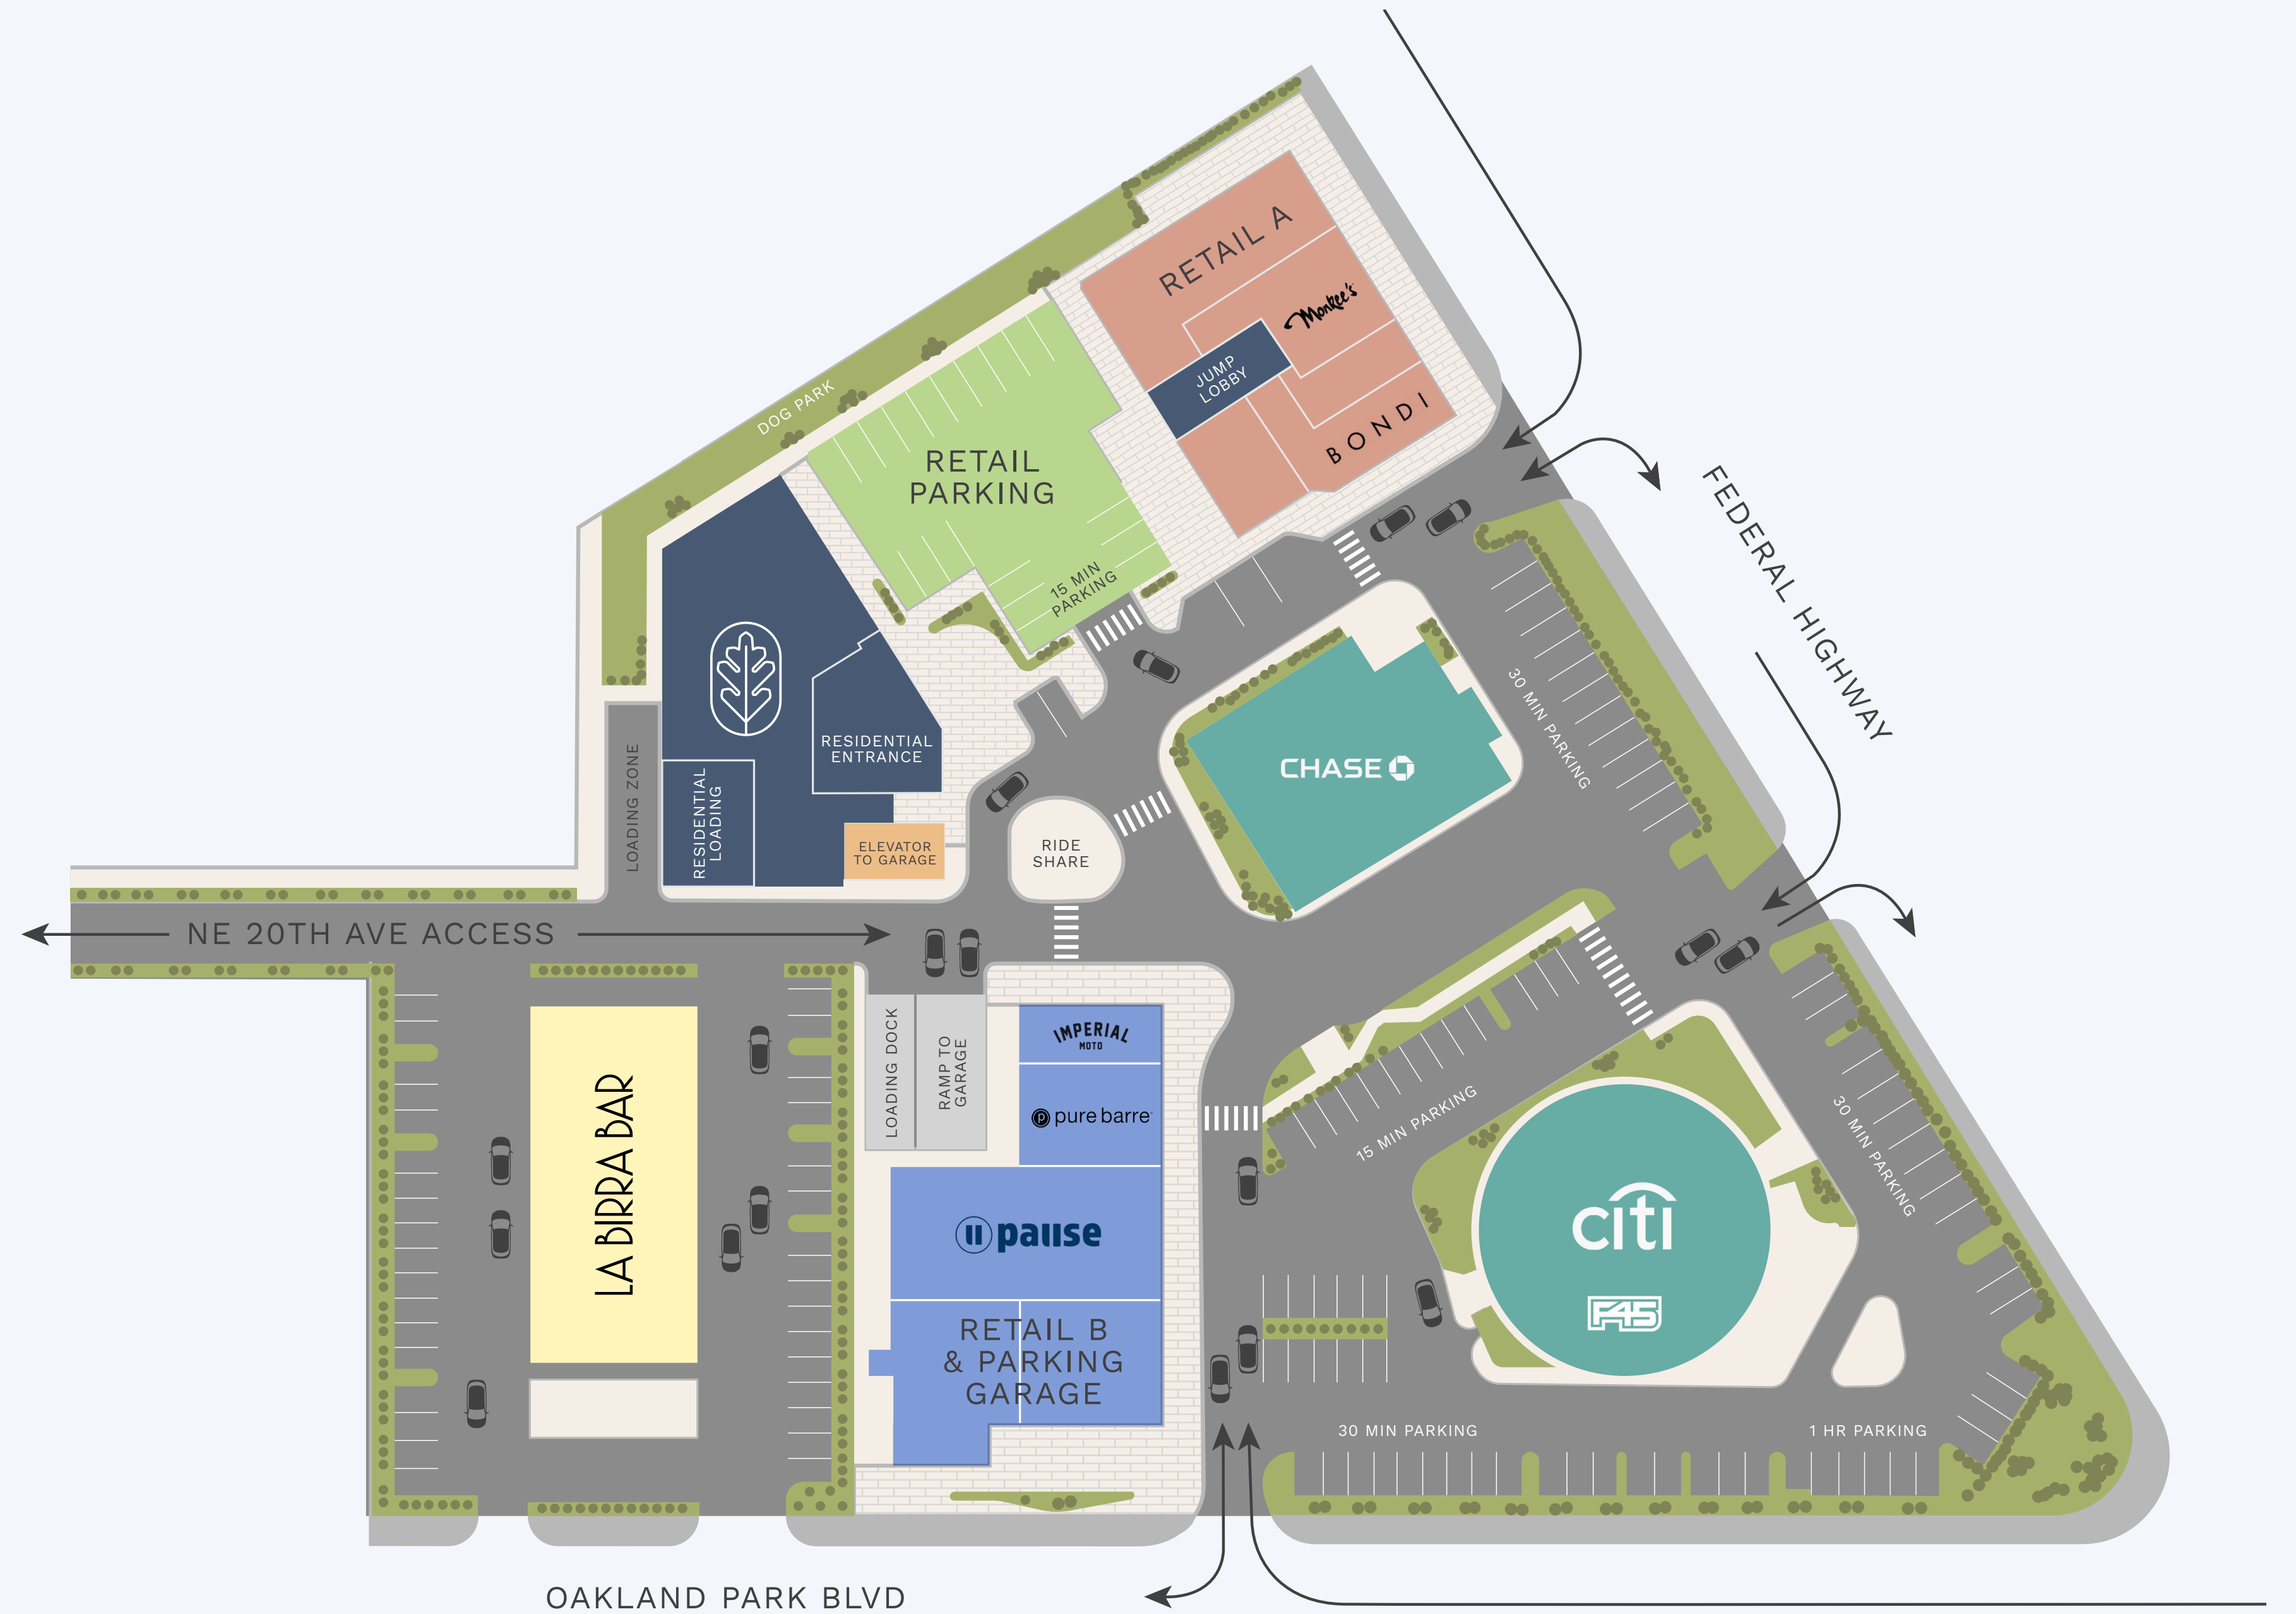 RETAIL A
Monkee's
JUMP
LOBBY
BONDI
DOG PARK
RETAIL
PARKING
15 MIN
PARKING
FEDERAL HIGHWAY
30 MIN PARKING
CHASE
RESIDENTIAL
ENTRANCE
LOADING ZONE
RESIDENTIAL
LOADING
ELEVATOR
TO GARAGE
RIDE
SHARE
NE 20TH AVE ACCESS
LOADING DOCK
RAMP TO
GARAGE
IMPERIAL
MOTO
p pure barre
LA BIRRA BAR
pause
RETAIL B
& PARKING
GARAGE
15 MIN PARKING
30 MIN PARKING
citi
F45
30 MIN PARKING
1 HR PARKING
OAKLAND PARK BLVD